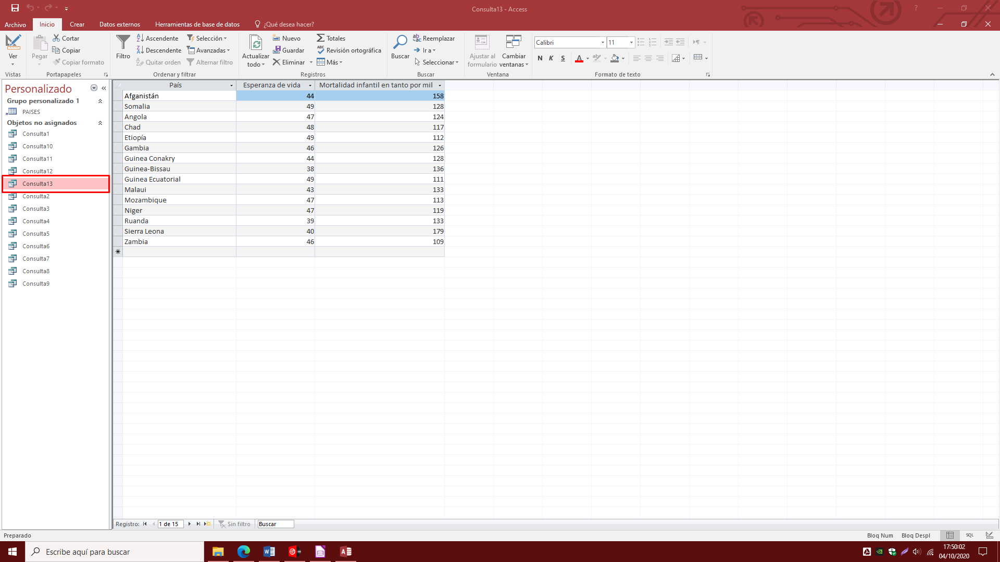 Consulta13 - Access
Archivo Inicio Crear Datos externos Herramientas de base de datos ¿Qué desea hacer?
Ver
Vistas
Pegar
Cortar
Copiar
Copiar formato
Portapapeles
Filtro
Ascendente
Descendente
Quitar orden
Selección
Avanzadas
Alternar filtro
Ordenar y filtrar
Actualizar
todo
Nuevo
Guardar
Eliminar
Totales
Revisión ortográfica
Más
Registros
Buscar
Reemplazar
Ir a
Seleccionar
Buscar
Ajustar al
formulario
Cambiar
ventanas
Ventana
Calibri 11
N K S
Formato de texto
Personalizado
Grupo personalizado 1
PAISES
Objetos no asignados
Consulta1
Consulta10
Consulta11
Consulta12
Consulta13
Consulta2
Consulta3
Consulta4
Consulta5
Consulta6
Consulta7
Consulta8
Consulta9
País Esperanza de vida Mortalidad infantil en tanto por mil
Afganistán 44 158
Somalia 49 128
Angola 47 124
Chad 48 117
Etiopía 49 112
Gambia 46 126
Guinea Conakry 44 128
Guinea-Bissau 38 136
Guinea Ecuatorial 49 111
Malaui 43 133
Mozambique 47 113
Niger 47 119
Ruanda 39 133
Sierra Leona 40 179
Zambia 46 109
Registro: 1 de 15 Sin filtro Buscar
Preparado Bloq Num Bloq Despl SQL
Escribe aquí para buscar
17:50:02
04/10/2020